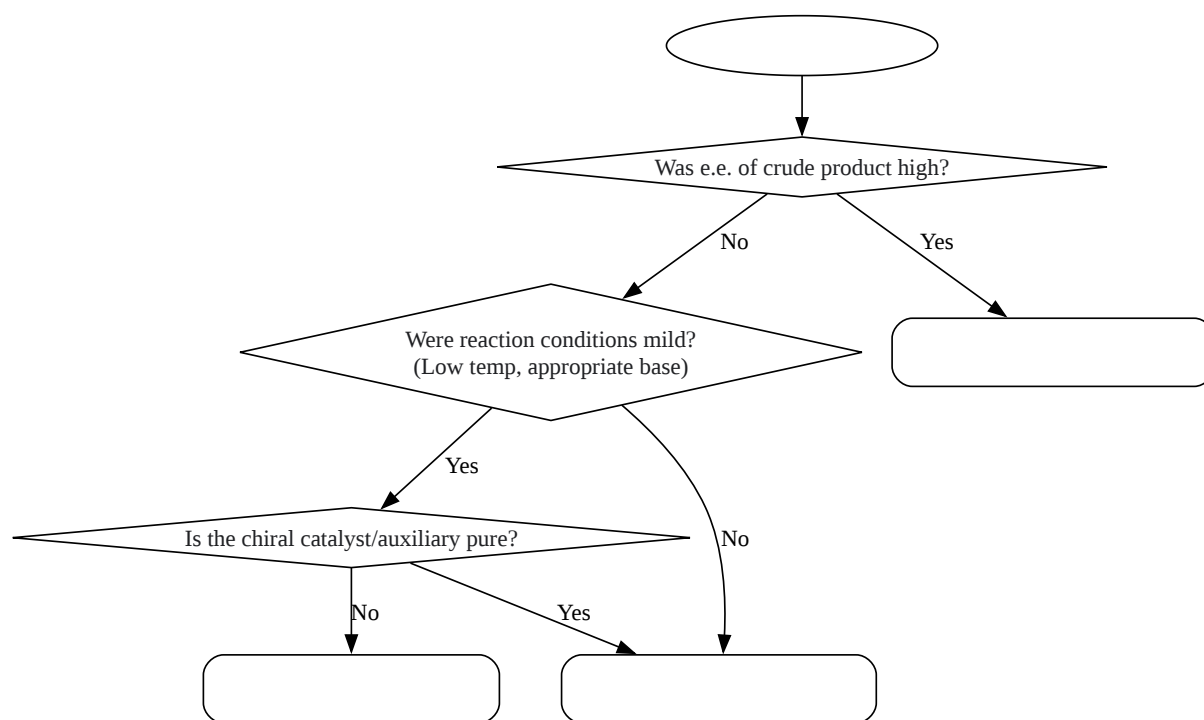 Was e.e. of crude product high?
No
Yes
Were reaction conditions mild?
(Low temp, appropriate base)
Yes
Is the chiral catalyst/auxiliary pure?
No
No
Yes